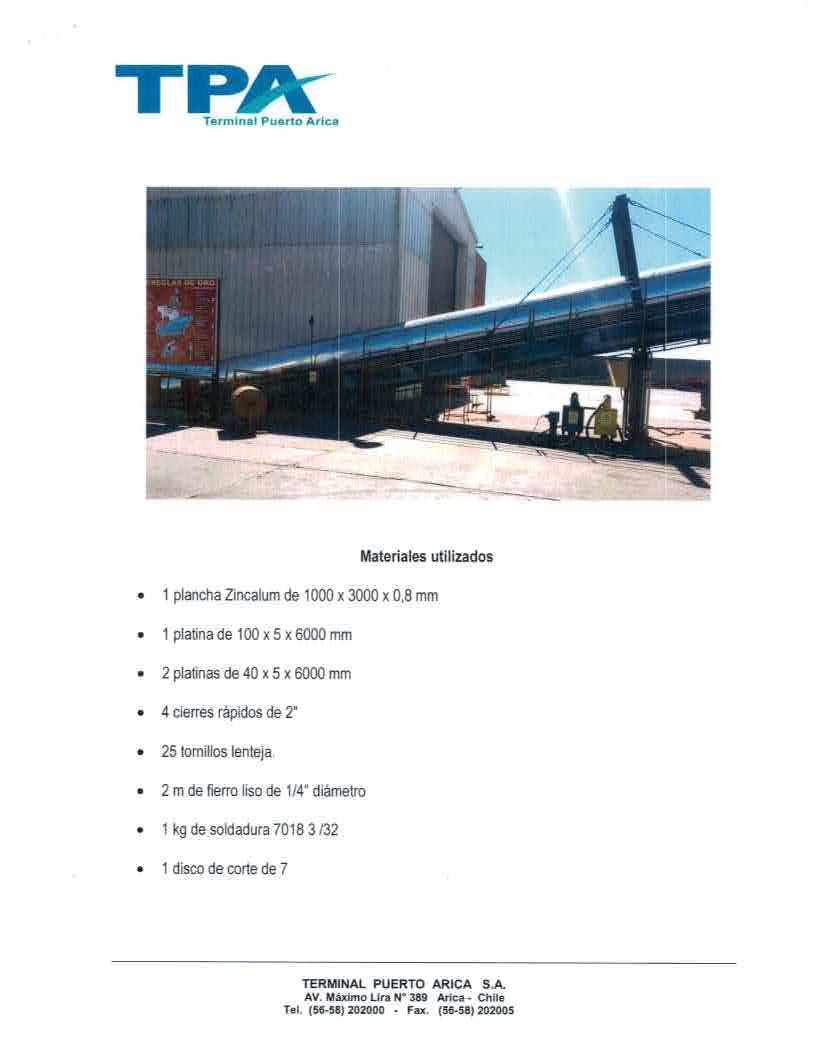 TPA
Terminal Puerto Arica
REGLAS DE ORO
Materiales utilizados
• 1 plancha Zincalum de 1000 x 3000 x 0,8 mm
• 1 platina de 100 x 5 x 6000 mm
• 2 platinas de 40 x 5 x 6000 mm
• 4 cierres rápidos de 2"
• 25 tornillos lenteja.
• 2 m de fierro liso de 1/4" diámetro
• 1 kg de soldadura 7018 3 /32
• 1 disco de corte de 7
TERMINAL PUERTO ARICA S.A.
AV. Máximo Lira N° 389 Arica - Chile
Tel. (56-58) 202000 - Fax. (56-58) 202005